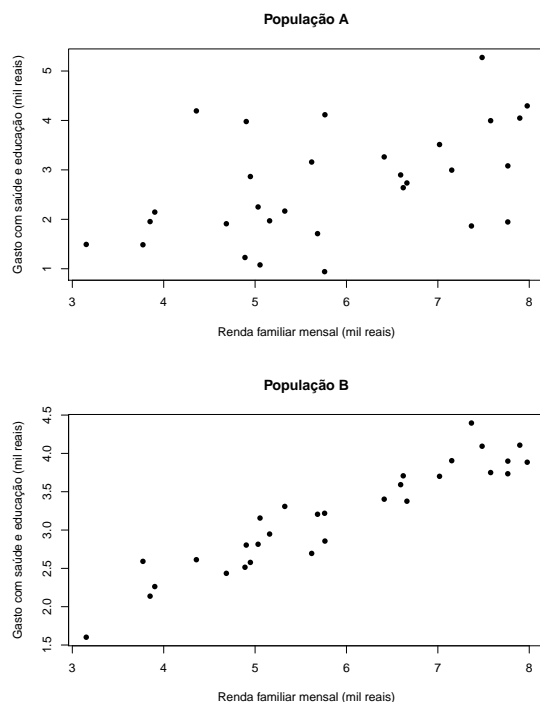 População A
Gasto com saúde e educação (mil reais)
5
4
3
2
1
3 4 5 6 7 8
Renda familiar mensal (mil reais)
População B
Gasto com saúde e educação (mil reais)
4.5
4.0
3.5
3.0
2.5
2.0
1.5
3 4 5 6 7 8
Renda familiar mensal (mil reais)